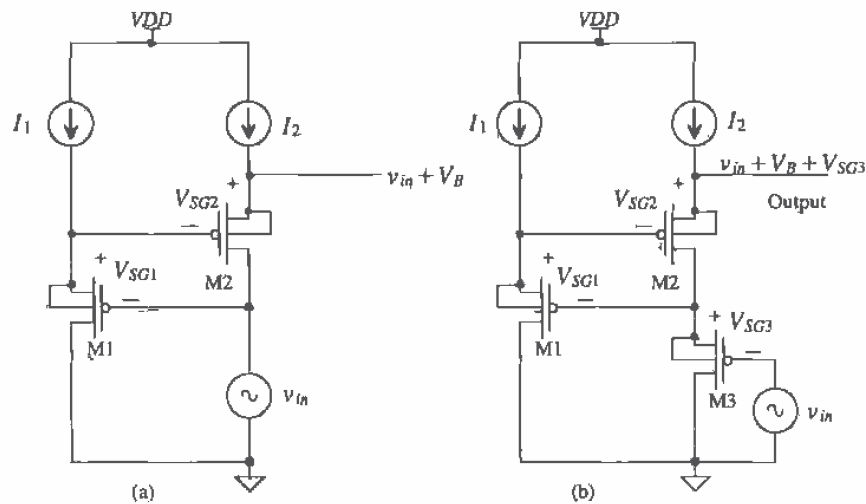 VDD
I1
I2
vin + VB
VSG2
M2
VSG1
M1
vin
(a)
VDD
I1
I2
vin + VB + VSG3
Output
VSG2
M2
VSG1
M1
VSG3
M3
vin
(b)